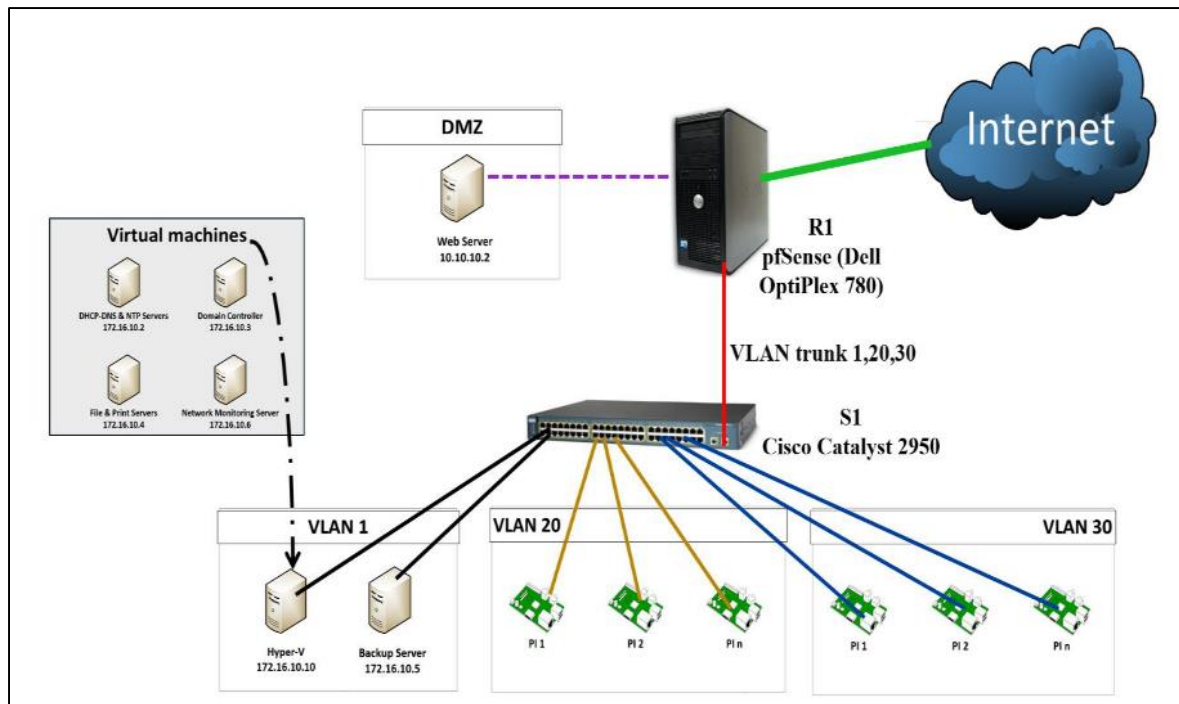 DMZ
Web Server
10.10.10.2
Internet
R1
pfSense (Dell
OptiPlex 780)
Virtual machines
DHCP-DNS & NTP Servers
172.16.10.2
Domain Controller
172.16.10.3
File & Print Servers
172.16.10.4
Network Monitoring Server
172.16.10.6
VLAN trunk 1,20,30
S1
Cisco Catalyst 2950
VLAN 1
Hyper-V
172.16.10.10
Backup Server
172.16.10.5
VLAN 20
PI 1
PI 2
PI n
VLAN 30
PI 1
PI 2
PI n